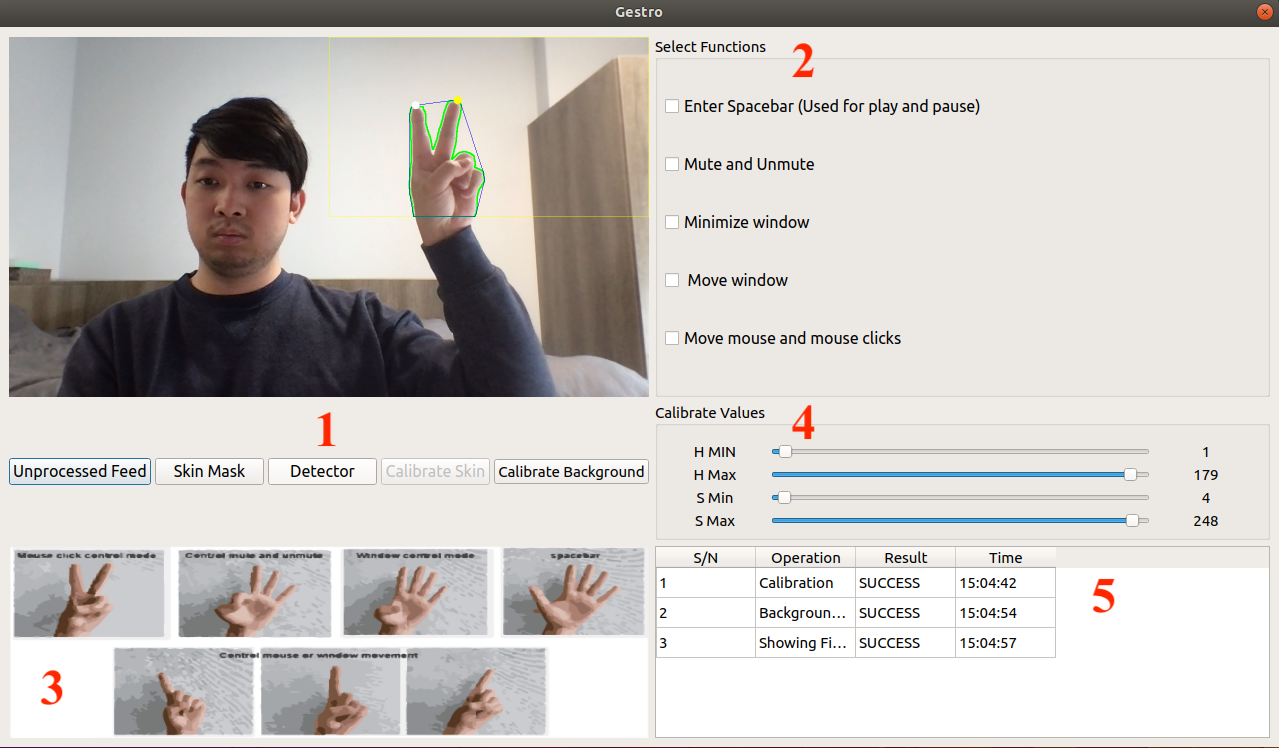 Gestro
Select Functions
2
Enter Spacebar (Used for play and pause)
Mute and Unmute
Minimize window
Move window
Move mouse and mouse clicks
1
Unprocessed Feed Skin Mask Detector Calibrate Skin Calibrate Background
Calibrate Values
4
H MIN 1
H Max 179
S Min 4
S Max 248
Mouse click control mode Control mute and unmute Window control mode spacebar
Control mouse or window movement
3
S/N Operation Result Time
1 Calibration SUCCESS 15:04:42
2 Backgroun... SUCCESS 15:04:54
3 Showing Fi... SUCCESS 15:04:57
5